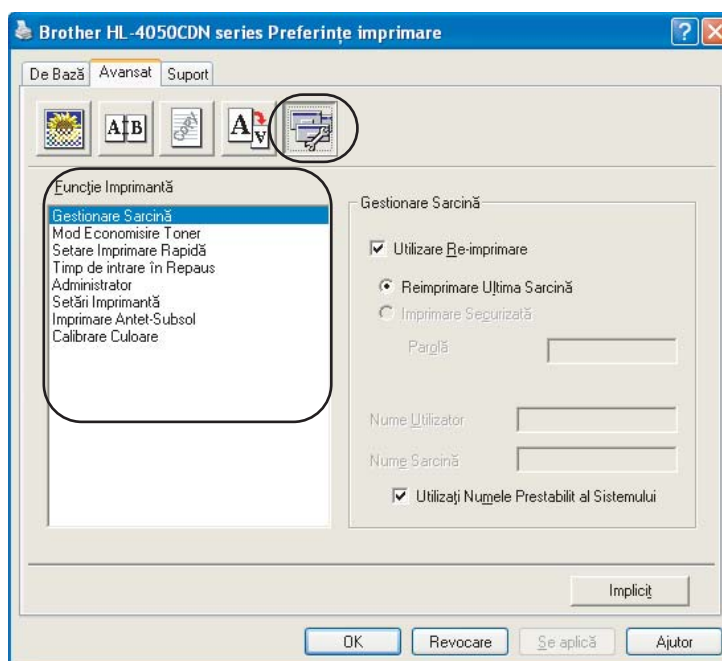 Brother HL-4050CDN series Preferințe imprimare
De Bază Avansat Suport
A B Copy A A
Funcție Imprimantă
Gestionare Sarcină
Mod Economisire Toner
Setare Imprimare Rapidă
Timp de intrare în Repaus
Administrator
Setări Imprimantă
Imprimare Antet-Subsol
Calibrare Culoare
Gestionare Sarcină
Utilizare Re-imprimare
Reimprimare Ultima Sarcină
Imprimare Securizată
Parolă
Nume Utilizator
Nume Sarcină
Utilizați Numele Prestabilit al Sistemului
Implicit
OK Revocare Se aplică Ajutor